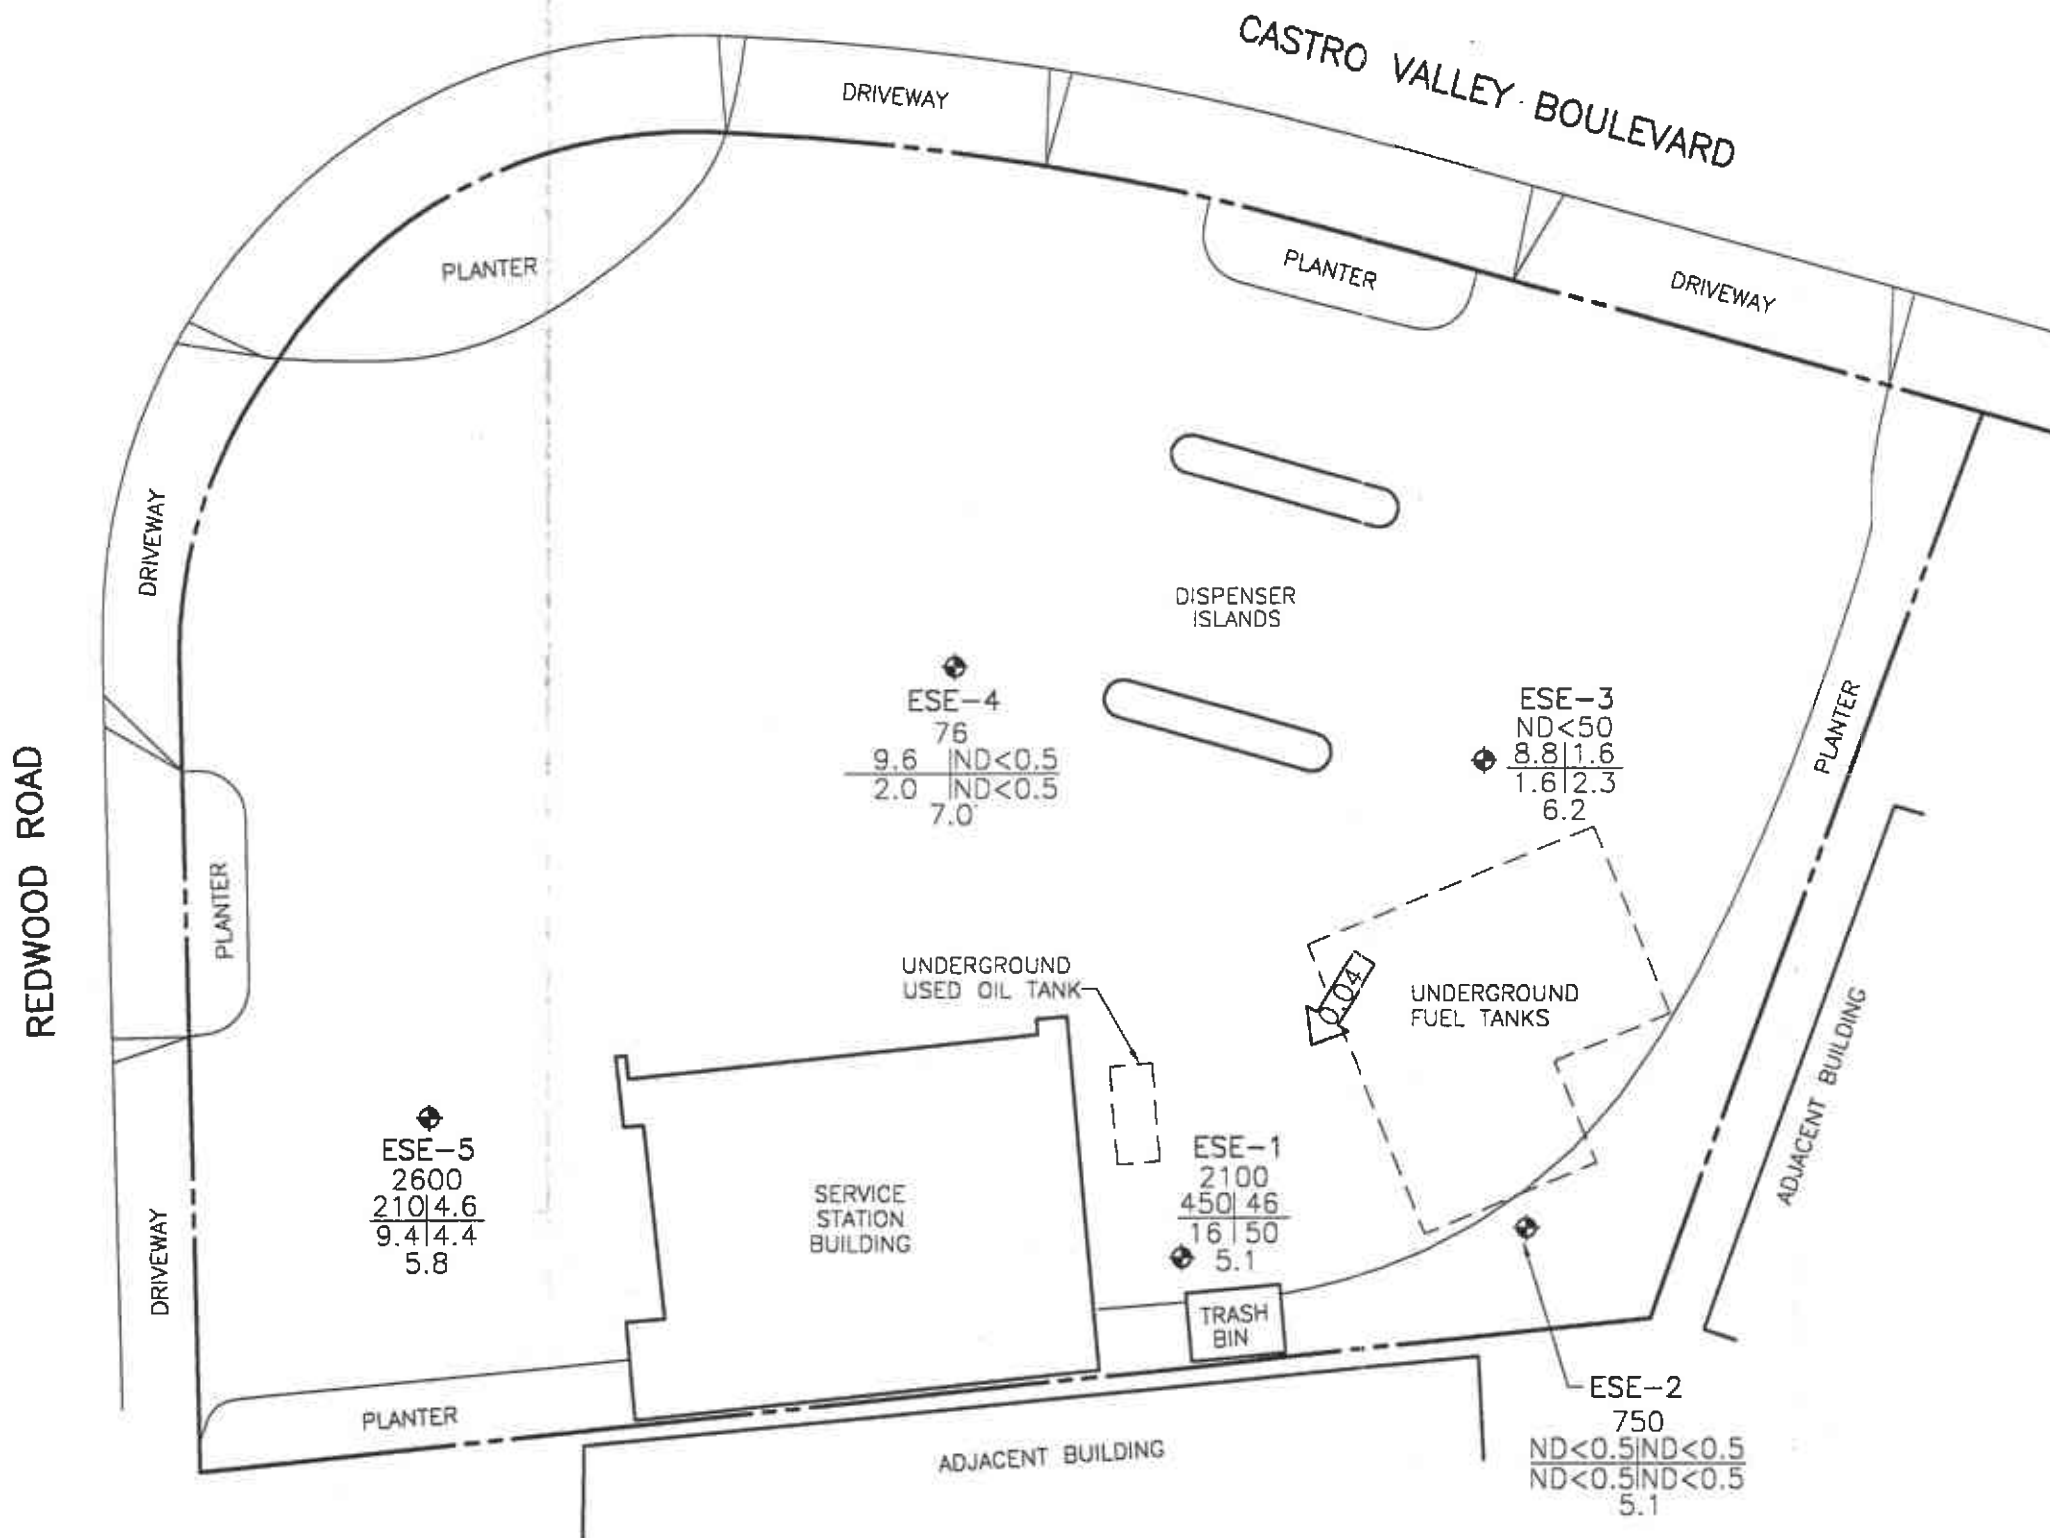 CASTRO VALLEY BOULEVARD
DRIVEWAY
PLANTER
PLANTER
DRIVEWAY
DRIVEWAY
DISPENSER
ISLANDS
ESE-4
76
9.6 | ND<0.5
2.0 | ND<0.5
7.0
ESE-3
ND<50
8.8 | 1.6
1.6 | 2.3
6.2
PLANTER
REDWOOD ROAD
PLANTER
UNDERGROUND
USED OIL TANK
0.04
UNDERGROUND
FUEL TANKS
ADJACENT BUILDING
ESE-5
2600
210 | 4.6
9.4 | 4.4
5.8
SERVICE
STATION
BUILDING
ESE-1
2100
450 | 46
16 | 50
5.1
DRIVEWAY
TRASH
BIN
PLANTER
ADJACENT BUILDING
ESE-2
750
ND<0.5 | ND<0.5
ND<0.5 | ND<0.5
5.1